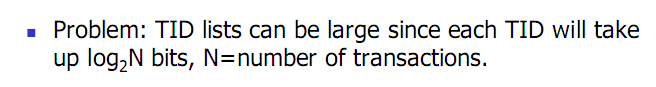 ▪ Problem: TID lists can be large since each TID will take
up log₂N bits, N=number of transactions.